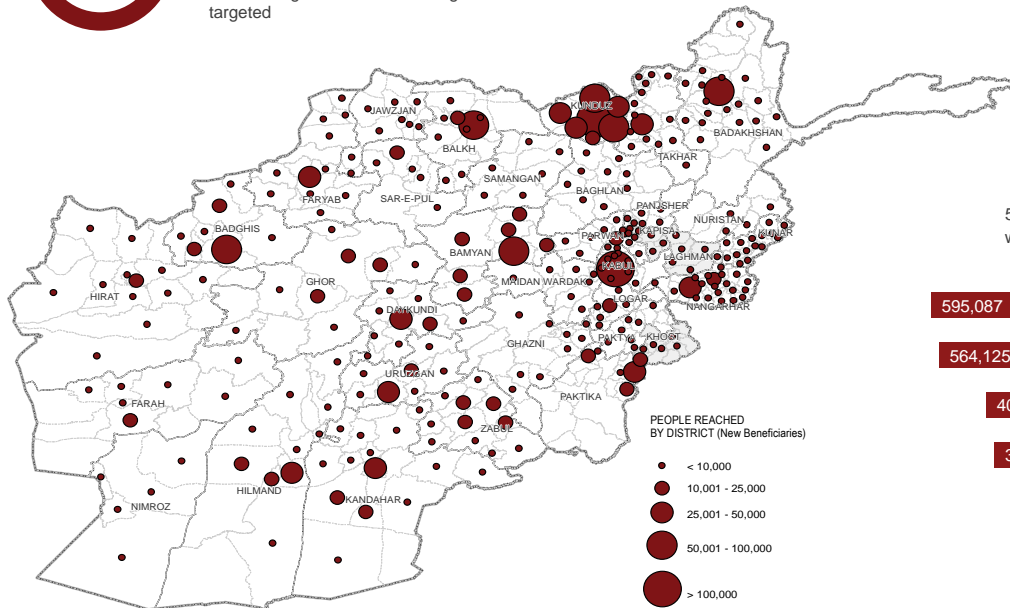 targeted
JAWZJAN
KUNDUZ
BALKH
BADAKHSHAN
TAKHAR
SAMANGAN
FARYAB
SAR-E-PUL
BAGHLAN
PANJSHER
NURISTAN
BADGHIS
PARWAN
KAPISA
KUNAR
BAMYAN
LAGHMAN
KABUL
GHOR
MAIDAN WARDAK
HIRAT
LOGAR
NANGARHAR
DAYKUNDI
GHAZNI
PAKTYA
KHOST
URUZGAN
PAKTIKA
FARAH
ZABUL
HILMAND
KANDAHAR
NIMROZ
PEOPLE REACHED
BY DISTRICT (New Beneficiaries)
< 10,000
10,001 - 25,000
25,001 - 50,000
50,001 - 100,000
> 100,000
595,087
564,125